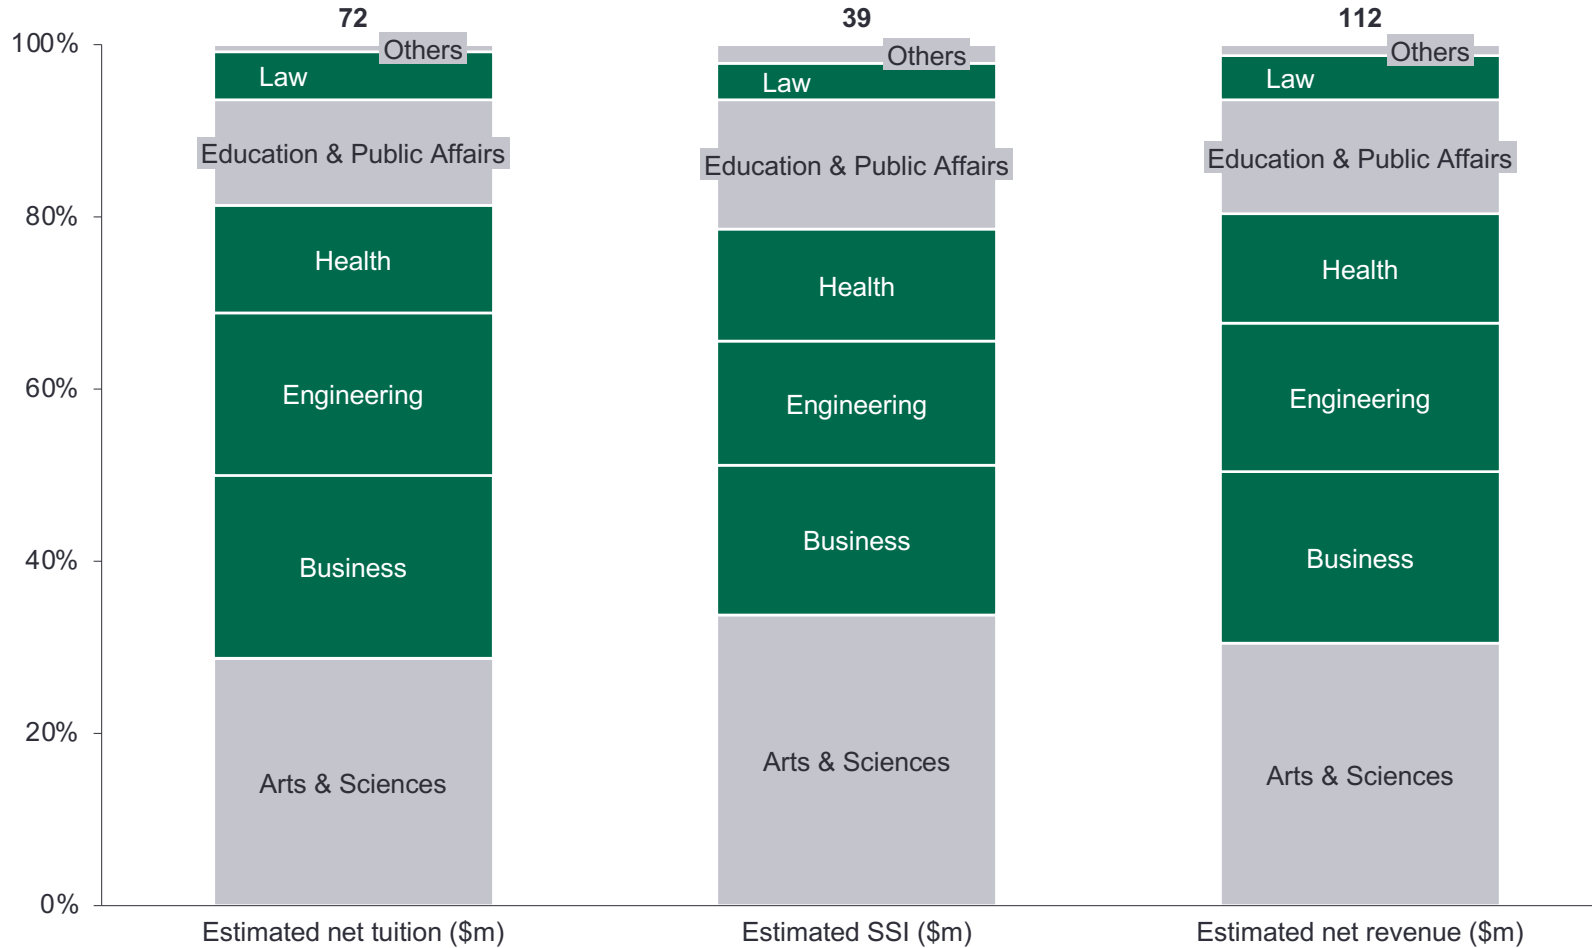 72
39
112
100%
80%
60%
40%
20%
0%
Others
Law
Education & Public Affairs
Health
Engineering
Business
Arts & Sciences
Others
Law
Education & Public Affairs
Health
Engineering
Business
Arts & Sciences
Others
Law
Education & Public Affairs
Health
Engineering
Business
Arts & Sciences
Estimated net tuition ($m)
Estimated SSI ($m)
Estimated net revenue ($m)